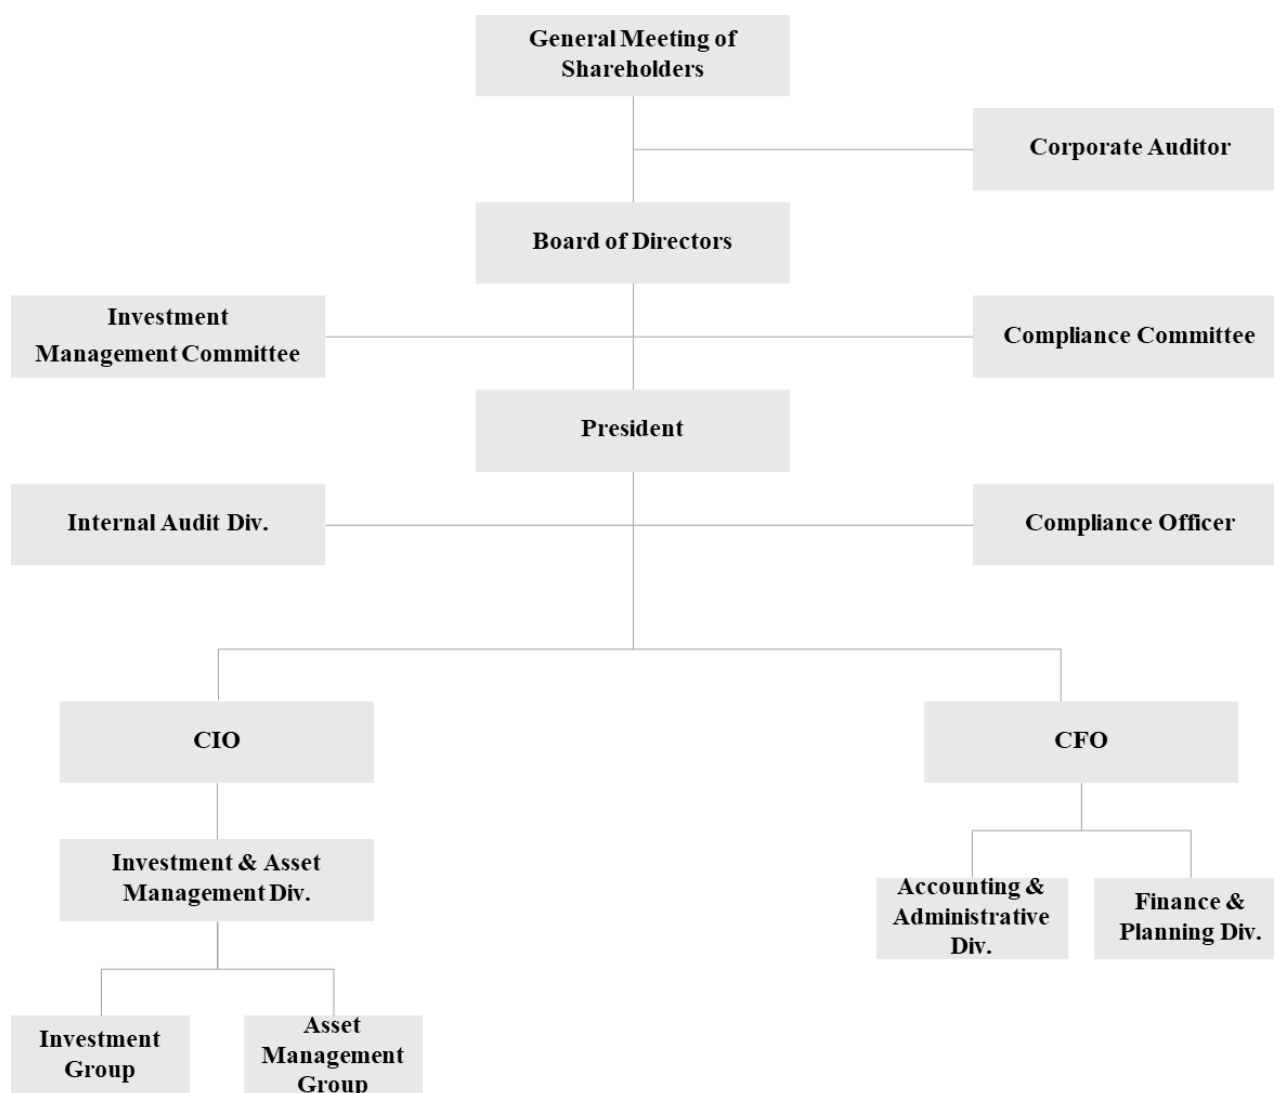 General Meeting of
Shareholders
Corporate Auditor
Board of Directors
Investment
Management Committee
Compliance Committee
President
Internal Audit Div.
Compliance Officer
CIO
CFO
Investment & Asset
Management Div.
Accounting &
Administrative
Div.
Finance &
Planning Div.
Investment
Group
Asset
Management
Group